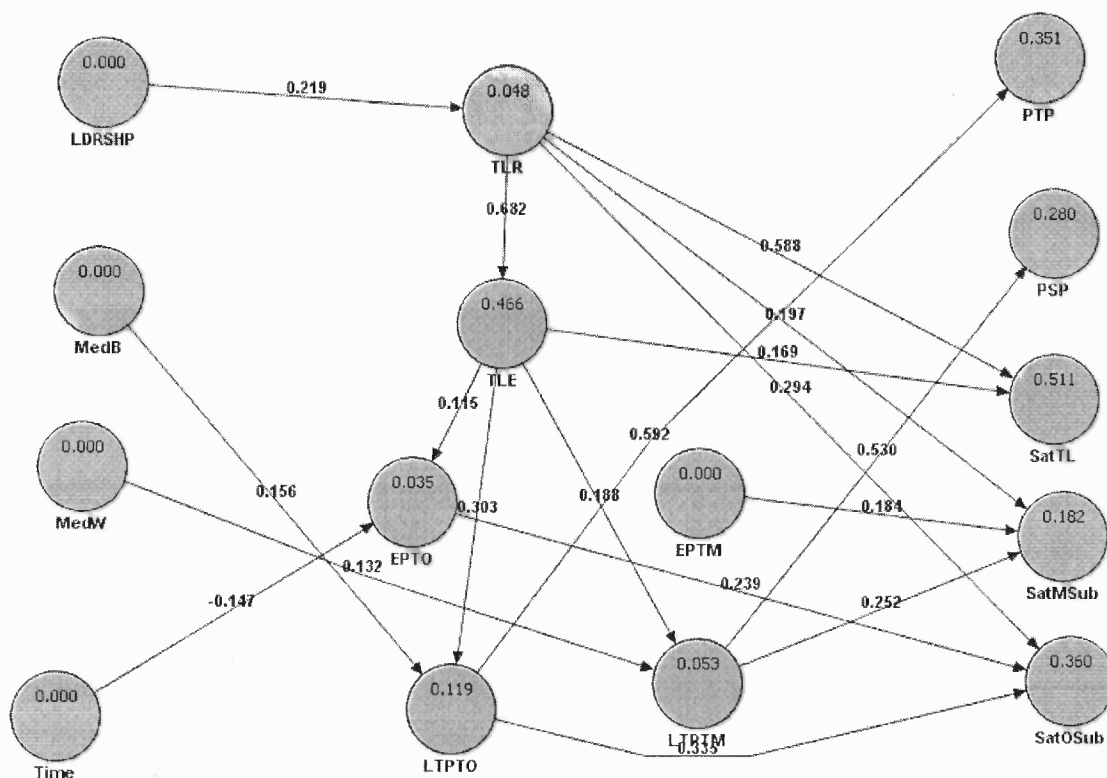 0.000
LDRSHP
0.219
0.048
TLR
0.351
PTP
0.682
0.588
0.280
PSP
0.000
MedB
0.466
TLE
0.197
0.169
0.294
0.511
SatTL
0.115
0.592
0.530
0.000
MedW
0.156
0.035
EPTO
0.303
0.188
0.000
EPTM
0.184
0.182
SatMSub
0.132
-0.147
0.239
0.252
0.000
Time
0.119
LTPTO
0.053
LTPTM
0.335
0.360
SatOSub